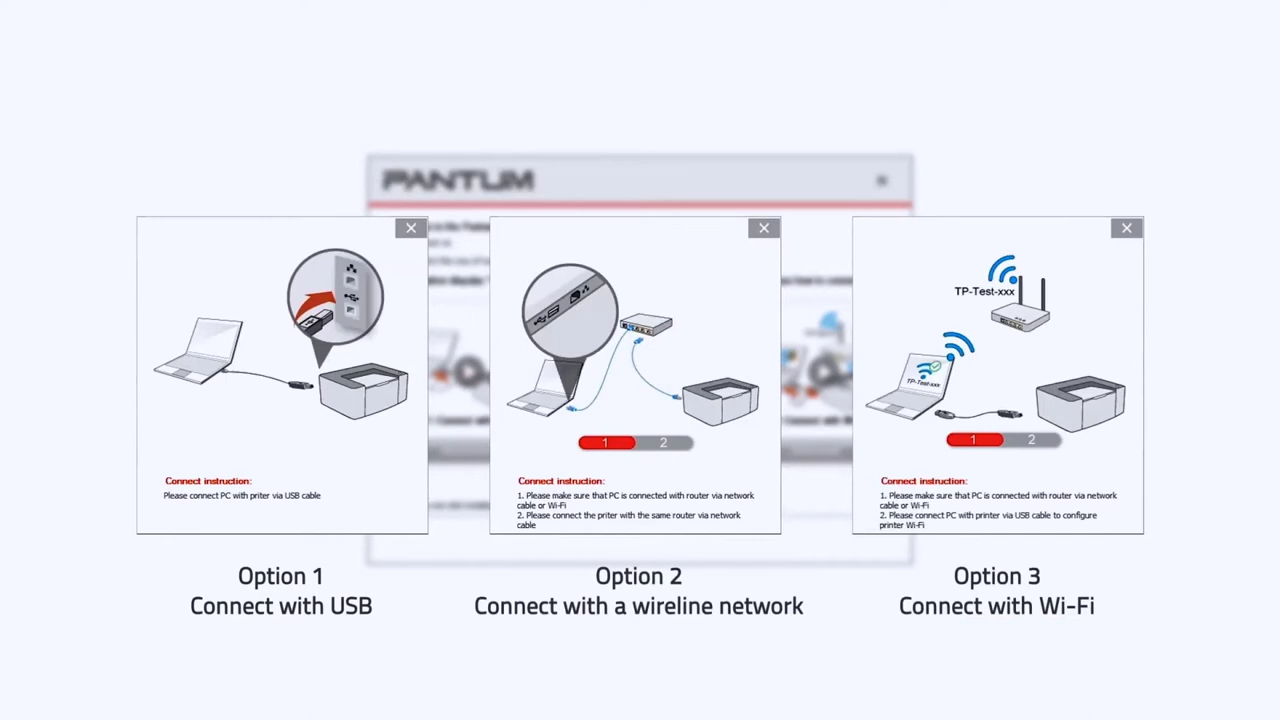 PANTUM
TP-Test-xxx
TP-Test-xxx
1 2
1 2
Connect instruction:
Please connect PC with priter via USB cable
Connect instruction:
1. Please make sure that PC is connected with router via network
cable or Wi-Fi
2. Please connect the priter with the same router via network
cable
Connect instruction:
1. Please make sure that PC is connected with router via network
cable or Wi-Fi
2. Please connect PC with printer via USB cable to configure
printer Wi-Fi
Option 1
Connect with USB
Option 2
Connect with a wireline network
Option 3
Connect with Wi-Fi